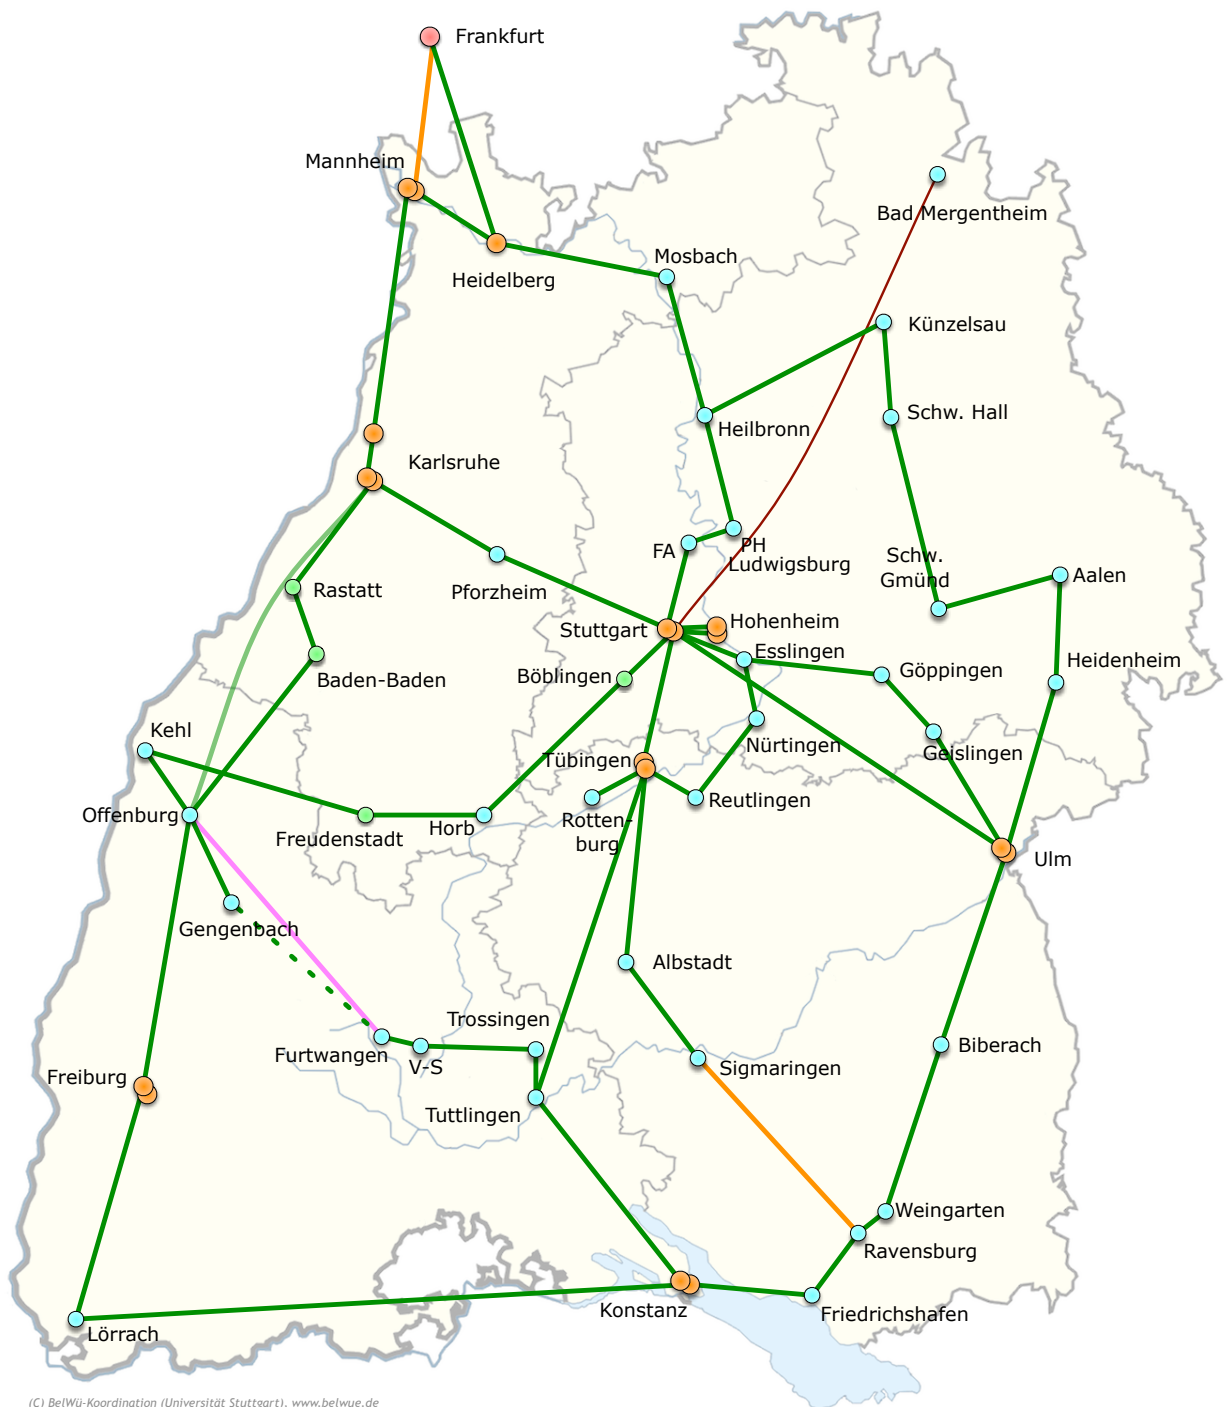 Frankfurt
Mannheim
Bad Mergentheim
Mosbach
Heidelberg
Künzelsau
Schw. Hall
Heilbronn
Karlsruhe
PH
FA
Ludwigsburg
Schw.
Gmünd
Aalen
Rastatt
Pforzheim
Stuttgart
Hohenheim
Esslingen
Heidenheim
Göppingen
Böblingen
Baden-Baden
Kehl
Nürtingen
Geislingen
Tübingen
Reutlingen
Offenburg
Rotten-
burg
Horb
Freudenstadt
Ulm
Gengenbach
Albstadt
Trossingen
Biberach
Furtwangen
V-S
Sigmaringen
Freiburg
Tuttlingen
Weingarten
Ravensburg
Konstanz
Friedrichshafen
Lörrach
(C) BelWü-Koordination (Universität Stuttgart), www.belwue.de